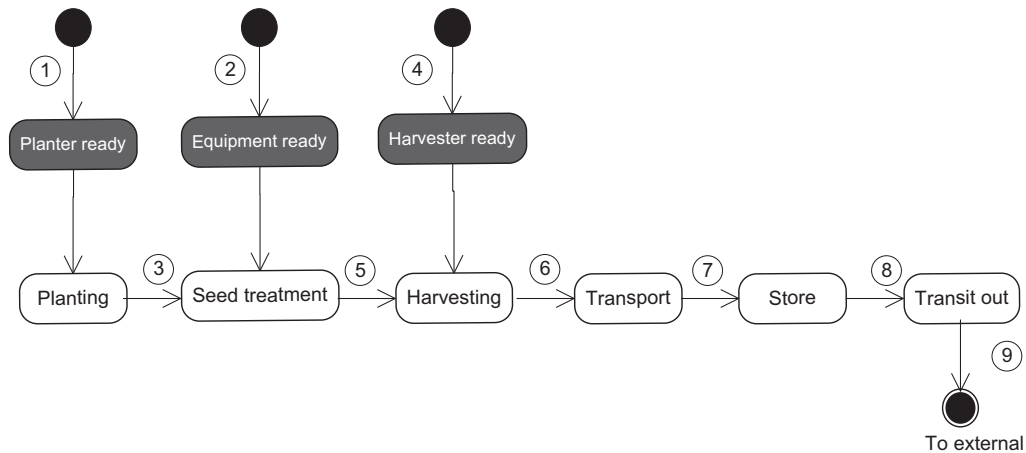 1
2
4
Planter ready
Equipment ready
Harvester ready
3
5
6
7
8
Planting
Seed treatment
Harvesting
Transport
Store
Transit out
9
To external